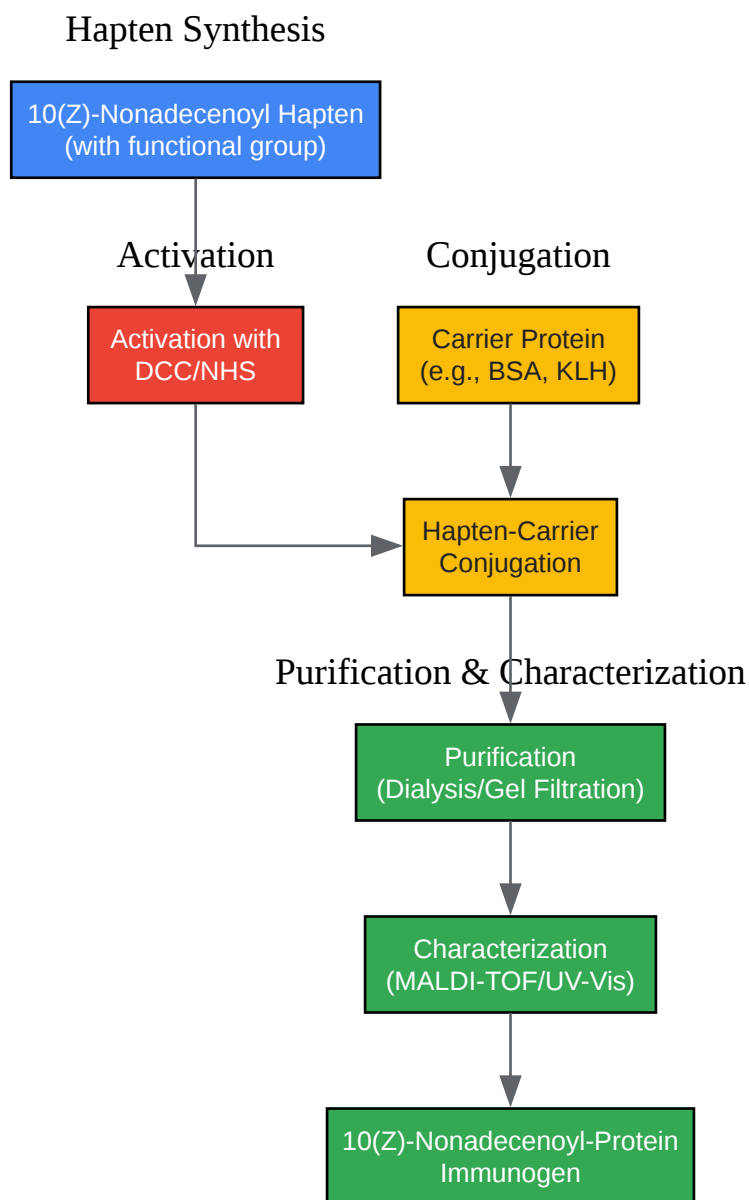 Hapten Synthesis
10(Z)-Nonadecenoyl Hapten
(with functional group)
Activation
Conjugation
Activation with
DCC/NHS
Carrier Protein
(e.g., BSA, KLH)
Hapten-Carrier
Conjugation
Purification & Characterization
Purification
(Dialysis/Gel Filtration)
Characterization
(MALDI-TOF/UV-Vis)
10(Z)-Nonadecenoyl-Protein
Immunogen